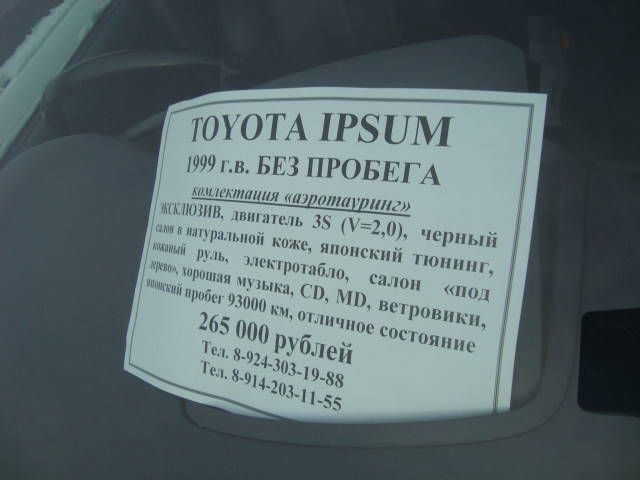 TOYOTA IPSUM
1999 г.в. БЕЗ ПРОБЕГА
комлектация «аэротауринг»
ЭКСКЛЮЗИВ, двигатель 3S (V=2,0), черный
салон в натуральной коже, японский тюнинг,
кожаный руль, электротабло, салон «под
дерево», хорошая музыка, CD, MD, ветровики,
японский пробег 93000 км, отличное состояние
265 000 рублей
Тел. 8-924-303-19-88
Тел. 8-914-203-11-55